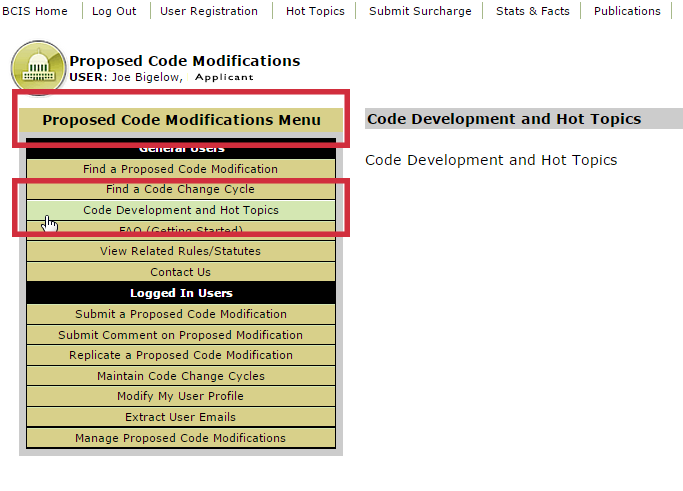 BCIS Home Log Out User Registration Hot Topics Submit Surcharge Stats & Facts Publications
Proposed Code Modifications
USER: Joe Bigelow, Applicant
Proposed Code Modifications Menu
General Users
Find a Proposed Code Modification
Find a Code Change Cycle
Code Development and Hot Topics
FAQ (Getting Started)
View Related Rules/Statutes
Contact Us
Logged In Users
Submit a Proposed Code Modification
Submit Comment on Proposed Modification
Replicate a Proposed Code Modification
Maintain Code Change Cycles
Modify My User Profile
Extract User Emails
Manage Proposed Code Modifications
Code Development and Hot Topics
Code Development and Hot Topics